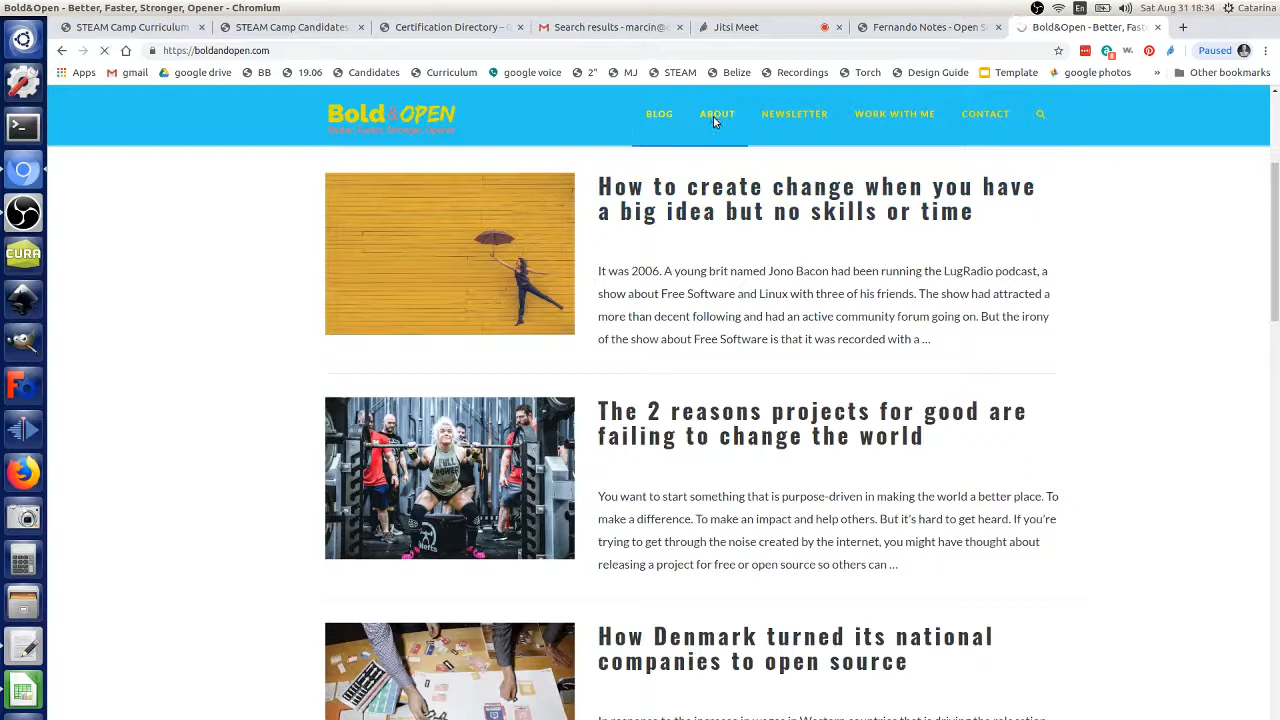 Bold&Open - Better, Faster, Stronger, Opener - Chromium
En
Sat Aug 31 18:34
Catarina
STEAM Camp Curriculum
STEAM Camp Candidates
Certification Directory – O
Search results - marcin@
Jitsi Meet
Fernando Notes - Open S
Bold&Open - Better, Faste
https://boldandopen.com
Paused
Apps
gmail
google drive
BB
19.06
Candidates
Curriculum
google voice
2"
MJ
STEAM
Belize
Recordings
Torch
Design Guide
Template
google photos
»
Other bookmarks
Bold&OPEN
Better, Faster, Stronger, Opener
BLOG
ABOUT
NEWSLETTER
WORK WITH ME
CONTACT
How to create change when you have
a big idea but no skills or time
It was 2006. A young brit named Jono Bacon had been running the LugRadio podcast, a
show about Free Software and Linux with three of his friends. The show had attracted a
more than decent following and had an active community forum going on. But the irony
of the show about Free Software is that it was recorded with a ...
The 2 reasons projects for good are
failing to change the world
You want to start something that is purpose-driven in making the world a better place. To
make a difference. To make an impact and help others. But it's hard to get heard. If you're
trying to get through the noise created by the internet, you might have thought about
releasing a project for free or open source so others can ...
How Denmark turned its national
companies to open source
CURA